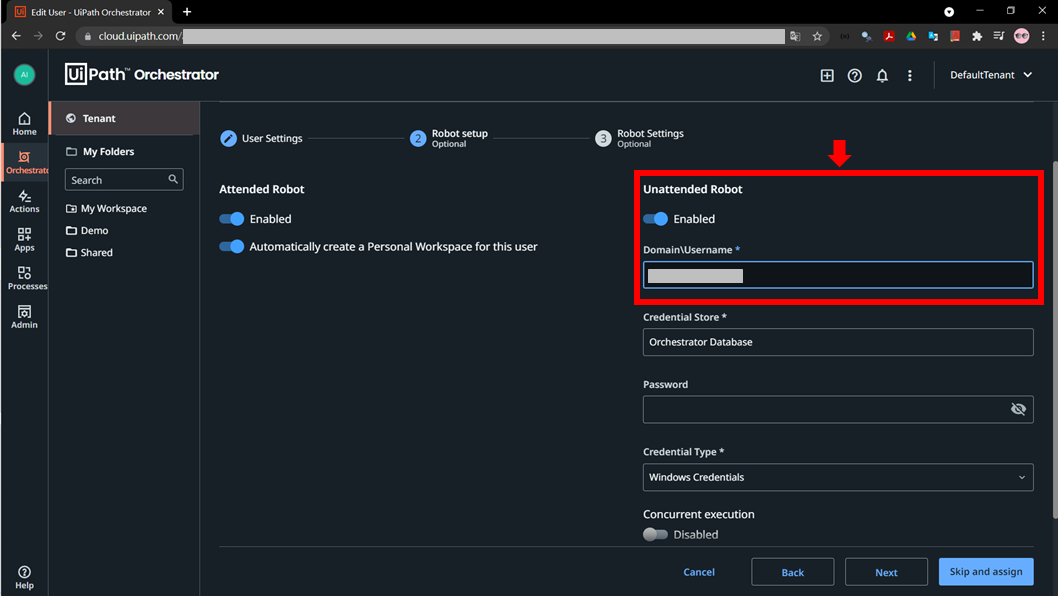 Edit User - UiPath Orchestrator
cloud.uipath.com/
AI
UiPath™ Orchestrator
DefaultTenant
Home
Orchestrato
Actions
Apps
Processes
Admin
Help
Tenant
My Folders
Search
My Workspace
Demo
Shared
User Settings
2
Robot setup
Optional
3
Robot Settings
Optional
Attended Robot
Enabled
Automatically create a Personal Workspace for this user
Unattended Robot
Enabled
Domain\Username *
Credential Store *
Orchestrator Database
Password
Credential Type *
Windows Credentials
Concurrent execution
Disabled
Cancel
Back
Next
Skip and assign